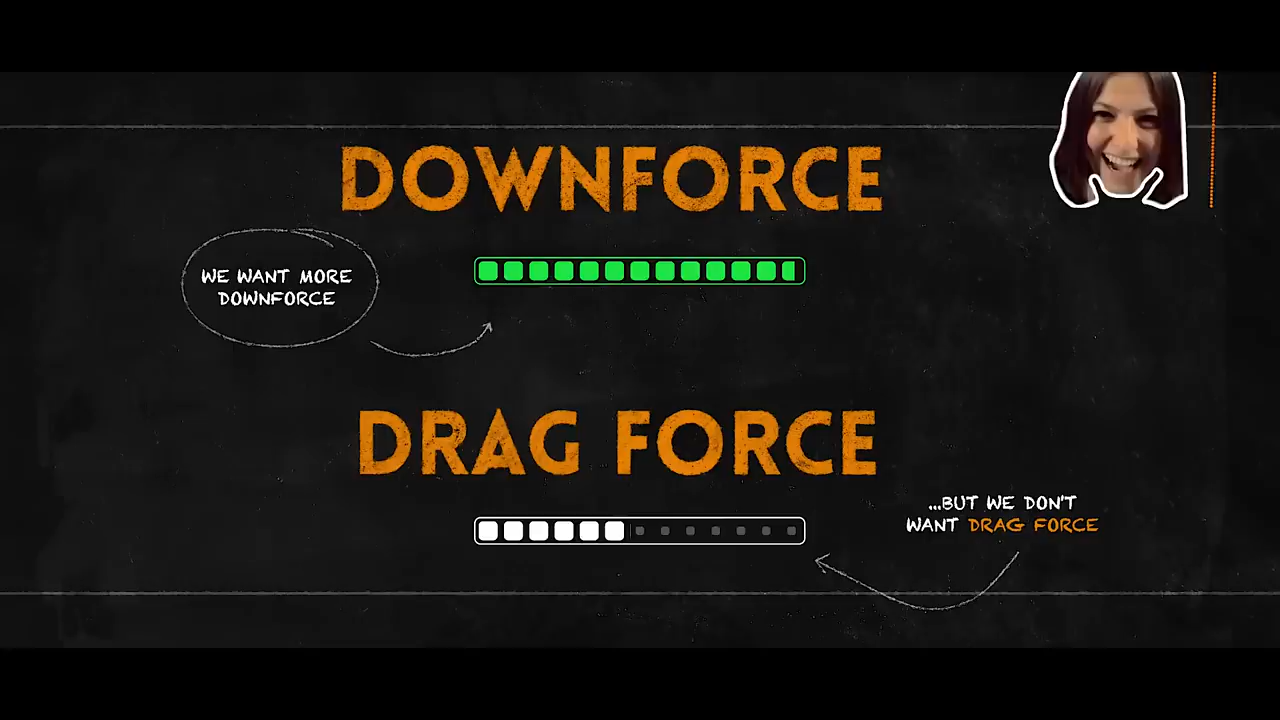 DOWNFORCE
WE WANT MORE
DOWNFORCE
DRAG FORCE
...BUT WE DON'T
WANT DRAG FORCE